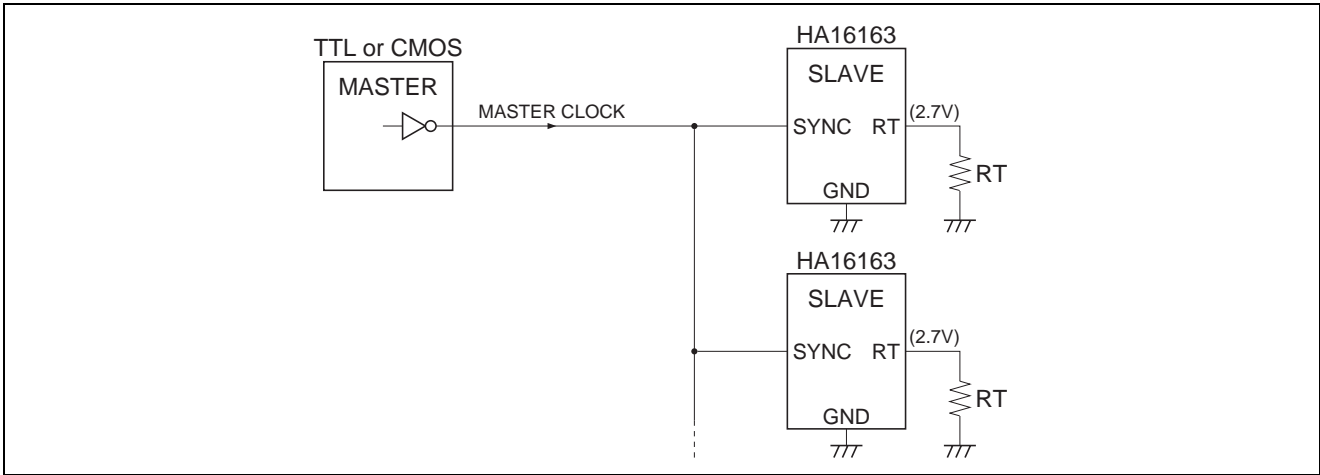 TTL or CMOS
MASTER
MASTER CLOCK
HA16163
SLAVE
SYNC RT
(2.7V)
RT
GND
HA16163
SLAVE
SYNC RT
(2.7V)
RT
GND